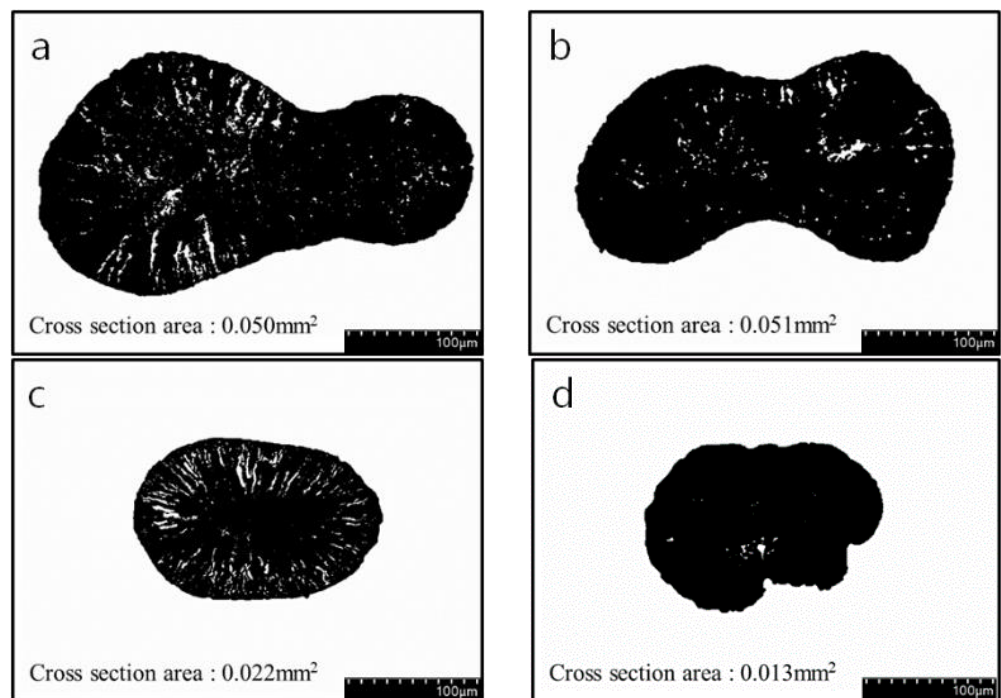 a
Cross section area : 0.050mm²
100μm
b
Cross section area : 0.051mm²
100μm
c
Cross section area : 0.022mm²
100μm
d
Cross section area : 0.013mm²
100μm